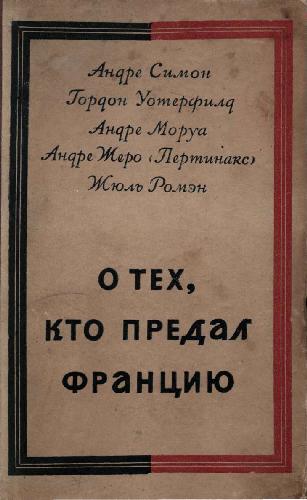 Андре Симон
Гордон Уотерфилд
Андре Моруа
Андре Жеро (Пертинакс)
Жюль Ромэн
О ТЕХ,
КТО ПРЕДАЛ
ФРАНЦИЮ